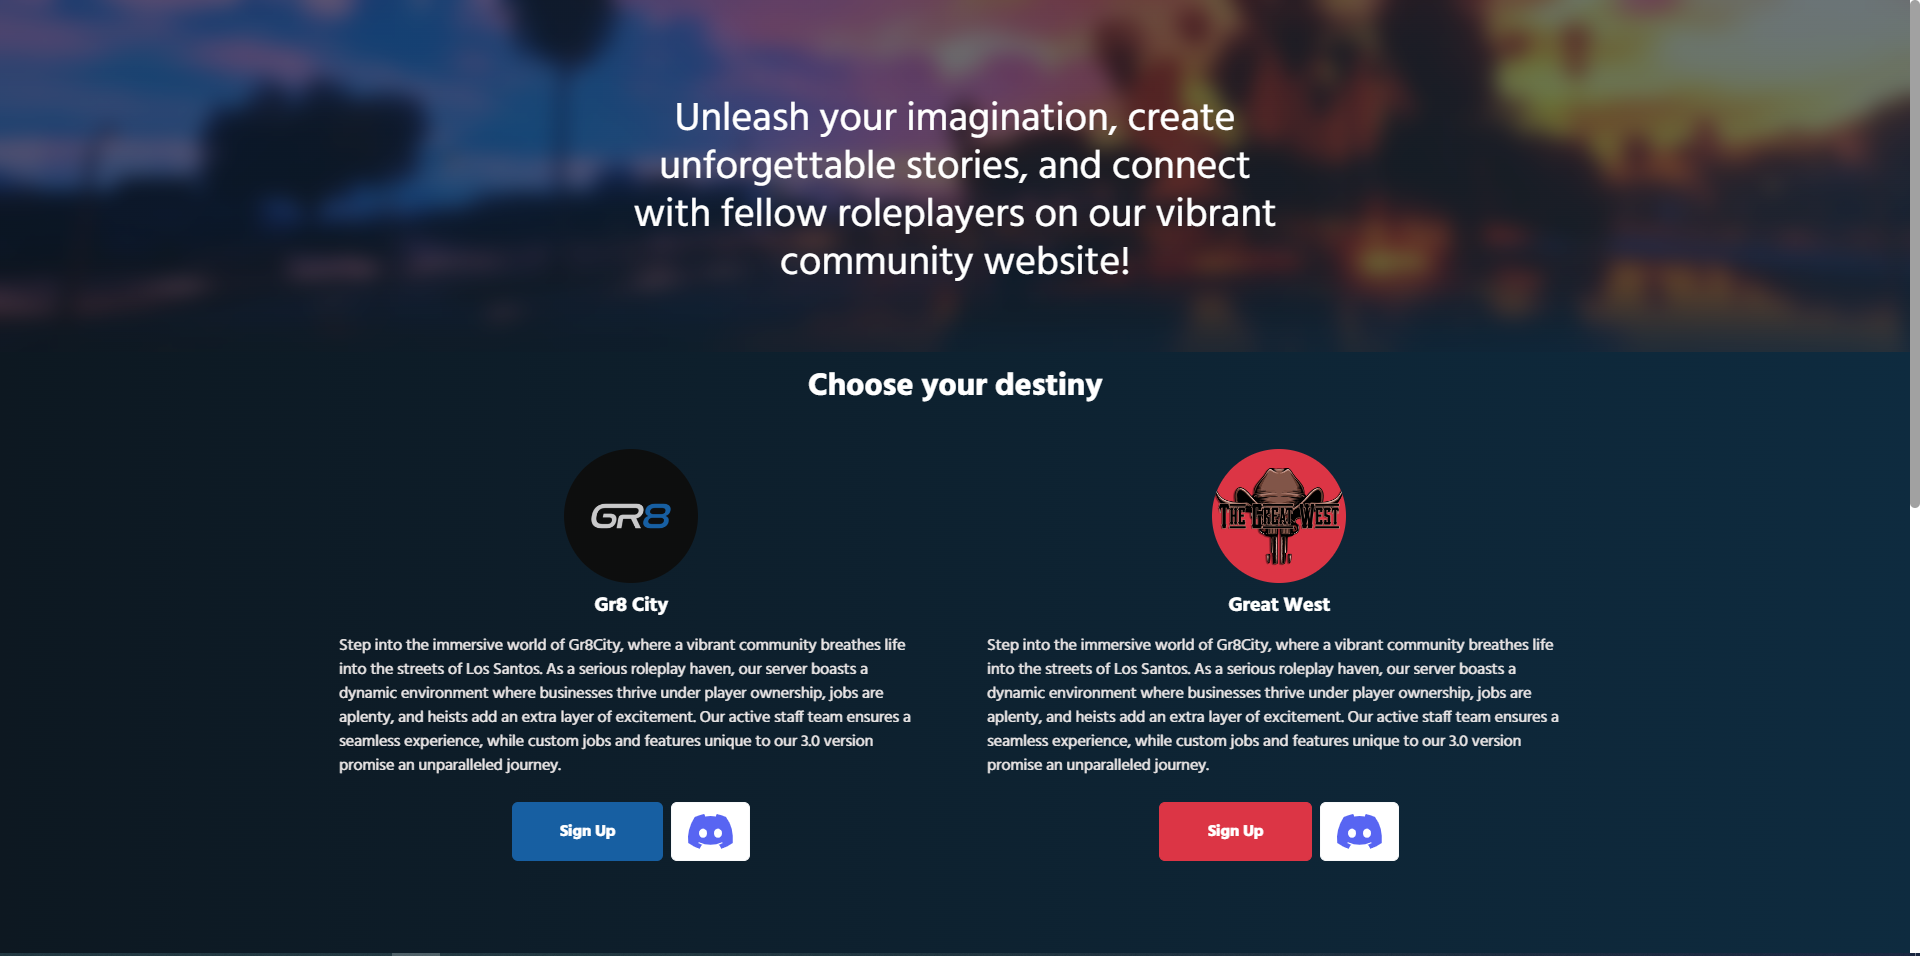 Unleash your imagination, create
unforgettable stories, and connect
with fellow roleplayers on our vibrant
community website!
Choose your destiny
GR8
Gr8 City
Step into the immersive world of Gr8City, where a vibrant community breathes life
into the streets of Los Santos. As a serious roleplay haven, our server boasts a
dynamic environment where businesses thrive under player ownership, jobs are
aplenty, and heists add an extra layer of excitement. Our active staff team ensures a
seamless experience, while custom jobs and features unique to our 3.0 version
promise an unparalleled journey.
Sign Up
THE GREAT WEST
Great West
Step into the immersive world of Gr8City, where a vibrant community breathes life
into the streets of Los Santos. As a serious roleplay haven, our server boasts a
dynamic environment where businesses thrive under player ownership, jobs are
aplenty, and heists add an extra layer of excitement. Our active staff team ensures a
seamless experience, while custom jobs and features unique to our 3.0 version
promise an unparalleled journey.
Sign Up